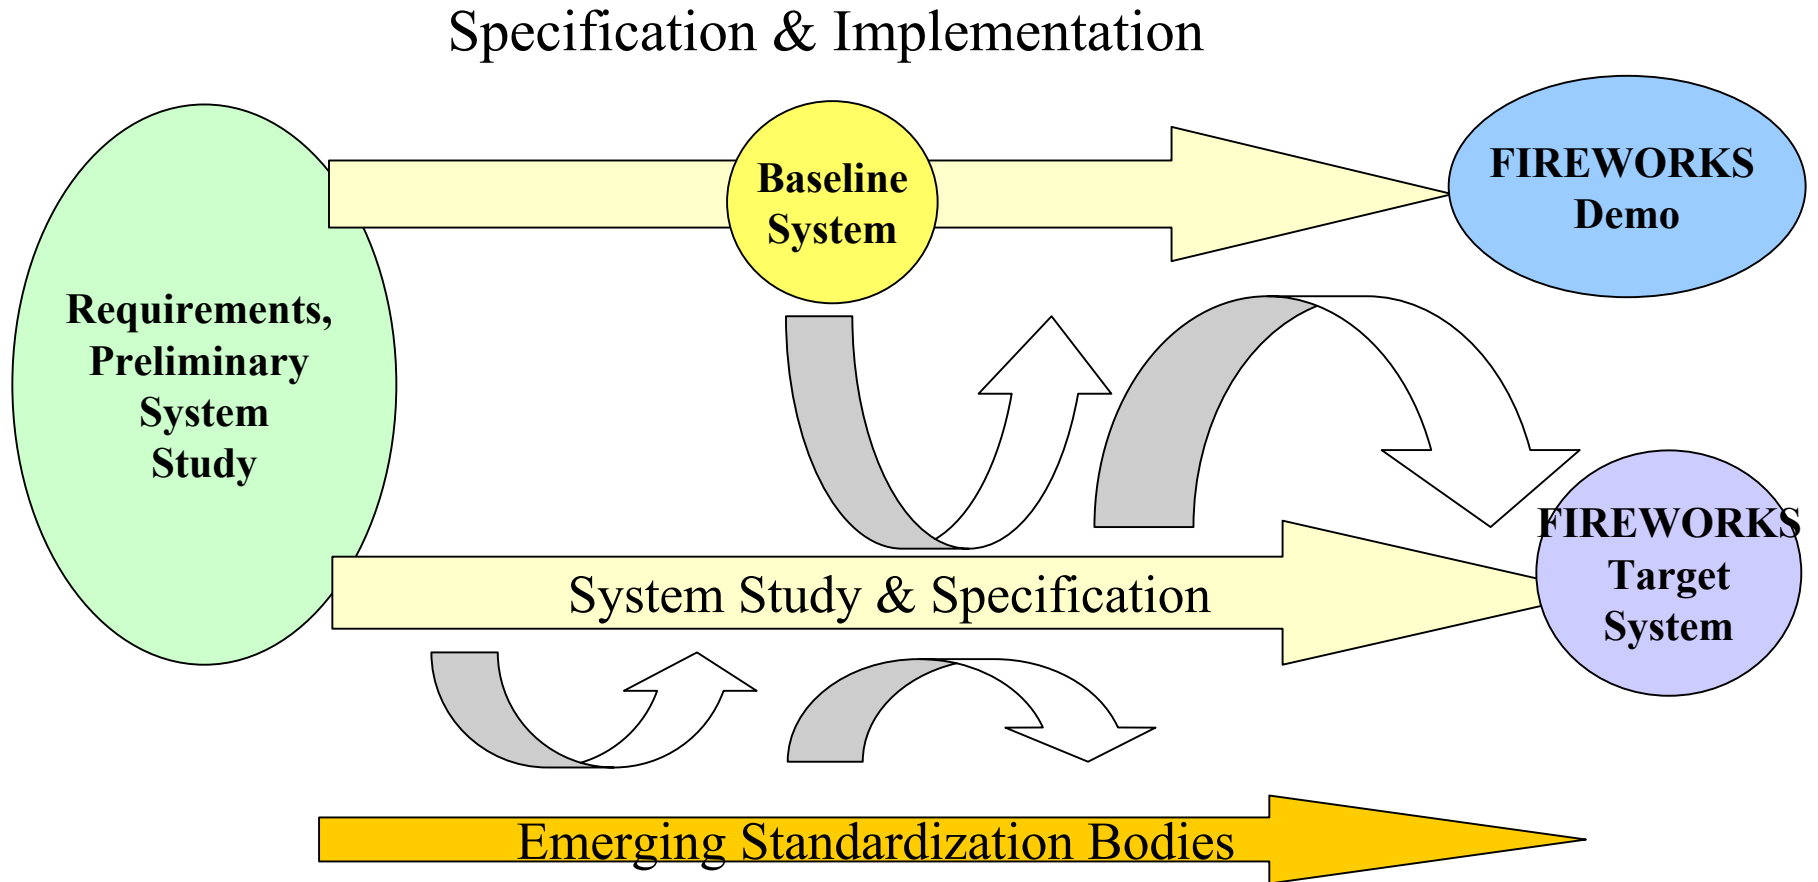 Specification & Implementation
Baseline
System
FIREWORKS
Demo
Requirements,
Preliminary
System
Study
System Study & Specification
FIREWORKS
Target
System
Emerging Standardization Bodies